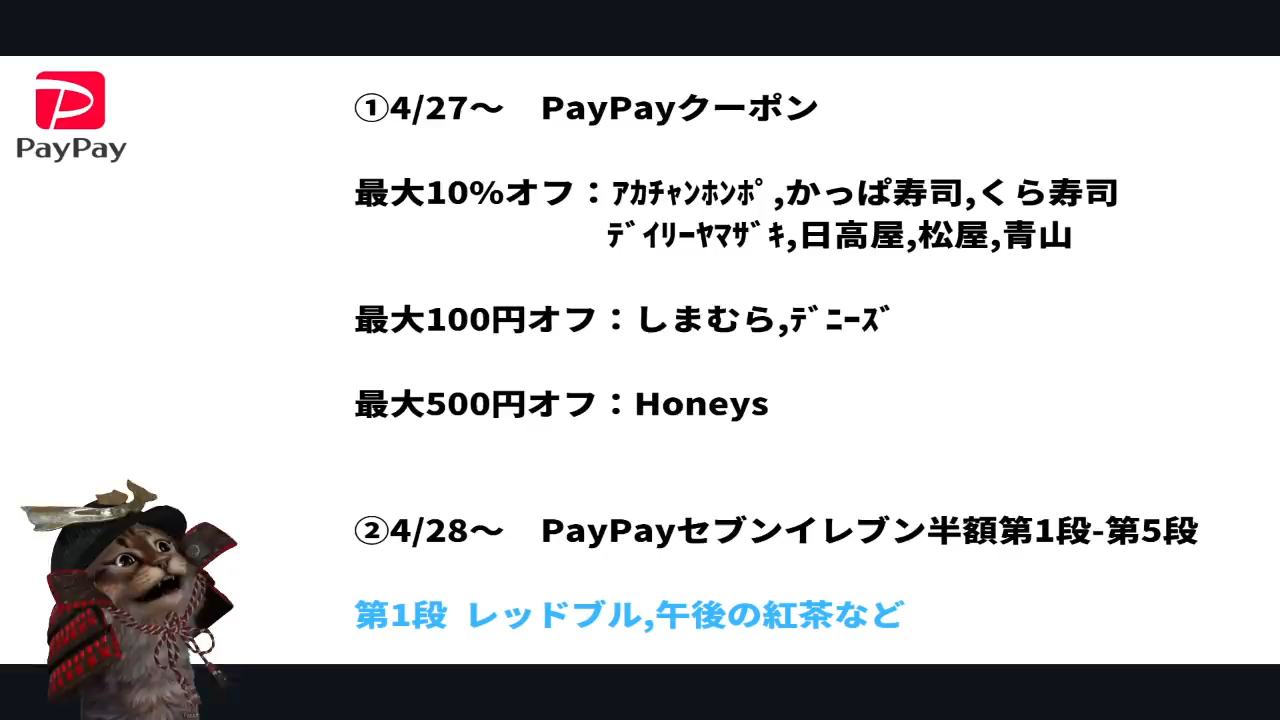 PayPay
①4/27～　PayPayクーポン
最大10%オフ：ｱｶﾁｬﾝﾎﾝﾎﾟ,かっぱ寿司,くら寿司
ﾃﾞｲﾘｰﾔﾏｻﾞｷ,日高屋,松屋,青山
最大100円オフ：しまむら,ﾃﾞﾆｰｽﾞ
最大500円オフ：Honeys
②4/28～　PayPayセブンイレブン半額第1段-第5段
第1段 レッドブル,午後の紅茶など